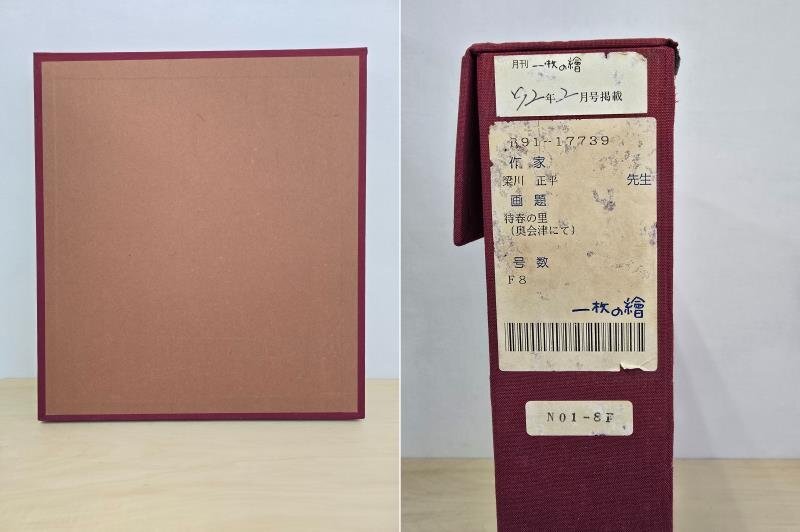 月刊 一枚の繪
'92年2月号掲載
R91-17739
作家
梁川 正平 先生
画題
待春の里
(奥会津にて)
号数
F8
一枚の繪
N01-8F